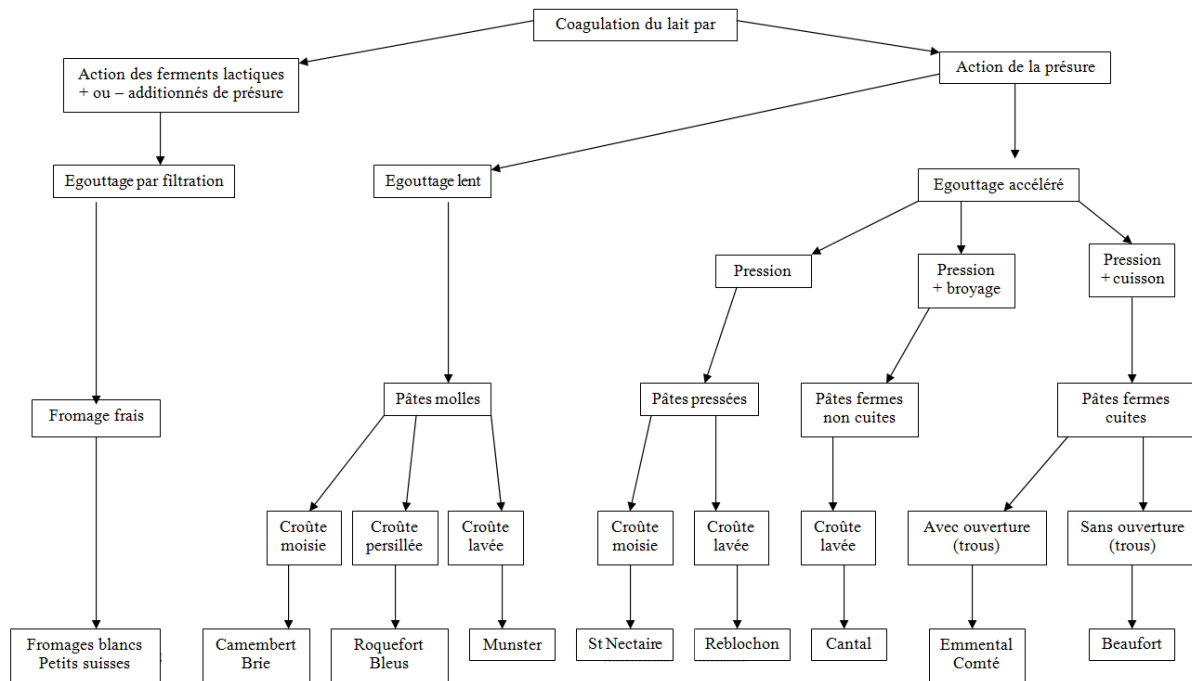 Coagulation du lait par
Action des ferments lactiques
+ ou – additionnés de présure
Action de la présure
Egouttage par filtration
Egouttage lent
Egouttage accéléré
Pression
Pression
+ broyage
Pression
+ cuisson
Fromage frais
Pâtes molles
Pâtes pressées
Pâtes fermes
non cuites
Pâtes fermes
cuites
Croûte
moisie
Croûte
persillée
Croûte
lavée
Croûte
moisie
Croûte
lavée
Croûte
lavée
Avec ouverture
(trous)
Sans ouverture
(trous)
Fromages blancs
Petits suisses
Camembert
Brie
Roquefort
Bleus
Munster
St Nectaire
Reblochon
Cantal
Emmental
Comté
Beaufort